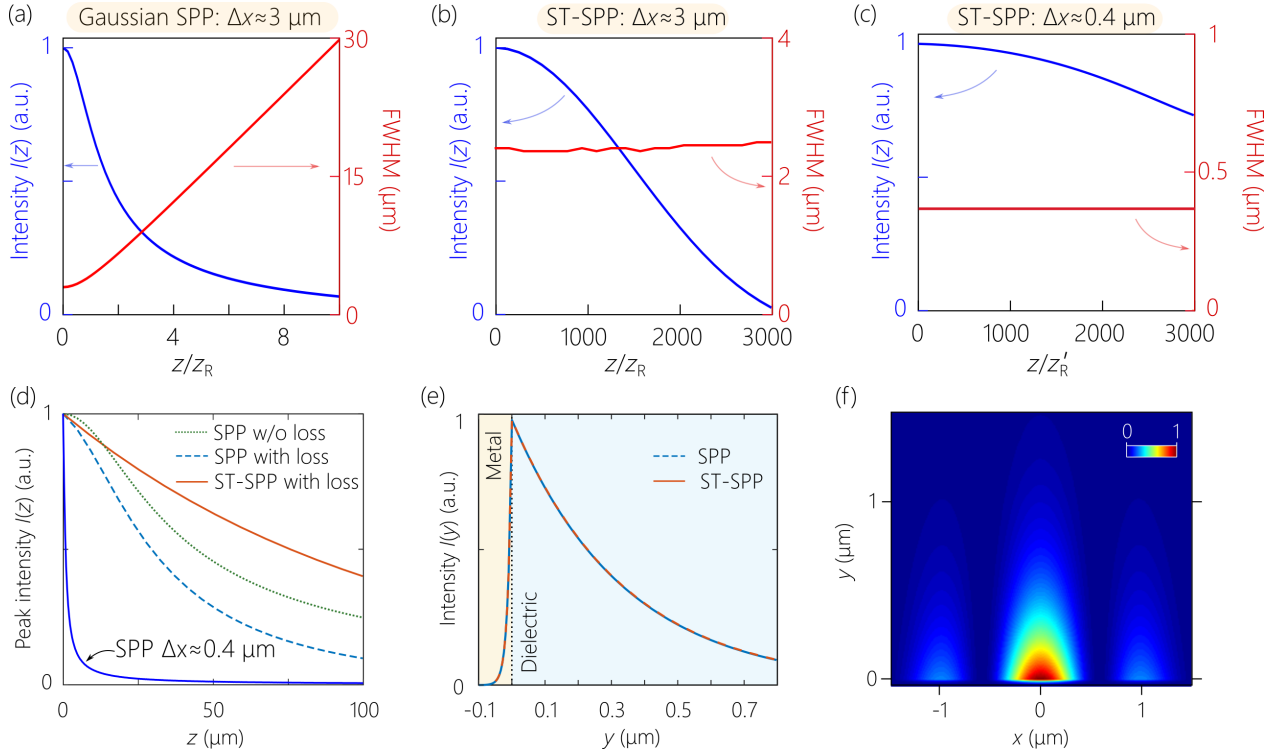 (a) Gaussian SPP: Δx≈3 µm
1 30
15
0 0
Intensity I(z) (a.u.)
FWHM (µm)
0 4 8
z/zR
(b) ST-SPP: Δx≈3 µm
1 4
2
0 0
Intensity I(z) (a.u.)
FWHM (µm)
0 1000 2000 3000
z/zR
(c) ST-SPP: Δx≈0.4 µm
1 1
0.5
0 0
Intensity I(z) (a.u.)
FWHM (µm)
0 1000 2000 3000
z/z′R
(d)
1
0
Peak intensity I(z) (a.u.)
SPP w/o loss
SPP with loss
ST-SPP with loss
SPP Δx≈0.4 µm
0 50 100
z (µm)
(e)
1
0
Intensity I(y) (a.u.)
Metal
Dielectric
SPP
ST-SPP
-0.1 0.1 0.3 0.5 0.7
y (µm)
(f)
0 1
1
0
y (µm)
-1 0 1
x (µm)